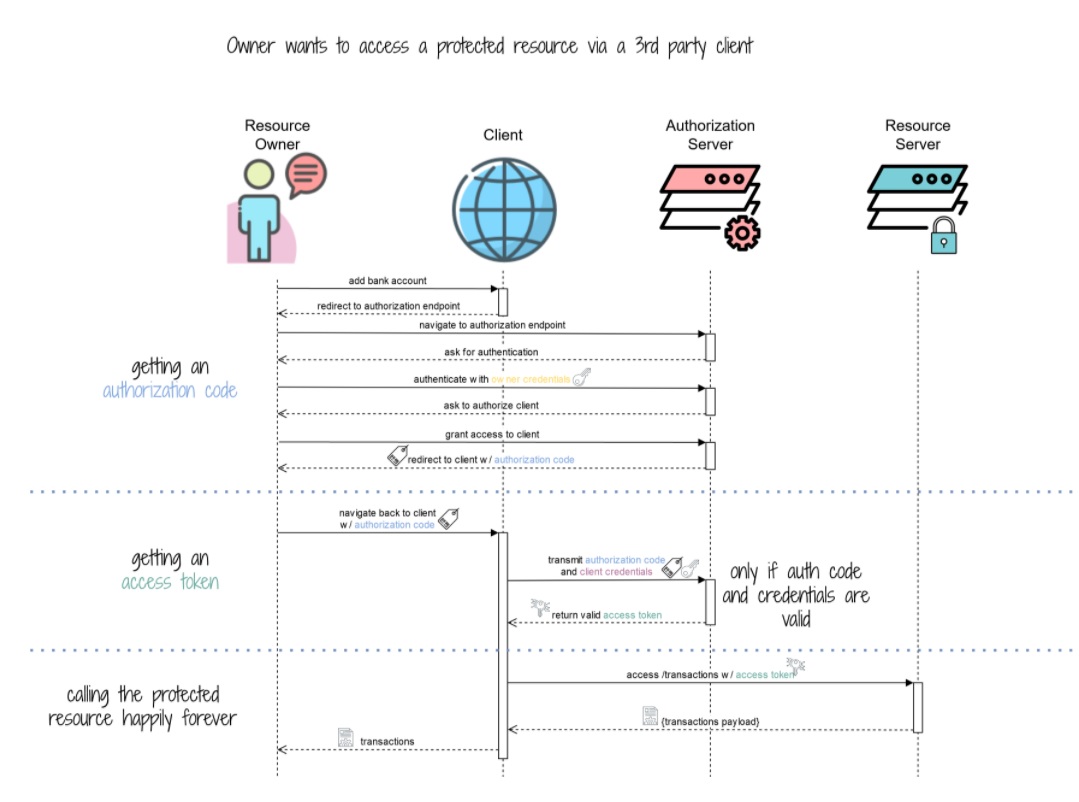 Owner wants to access a protected resource via a 3rd party client
Resource
Owner
Client
Authorization
Server
Resource
Server
add bank account
redirect to authorization endpoint
navigate to authorization endpoint
ask for authentication
getting an
authorization code
authenticate with owner credentials
ask to authorize client
grant access to client
redirect to client w/ authorization code
navigate back to client
w/ authorization code
getting an
access token
transmit authorization code
and client credentials
only if auth code
and credentials are
valid
return valid access token
access /transactions w/ access token
calling the protected
resource happily forever
{transactions payload}
transactions